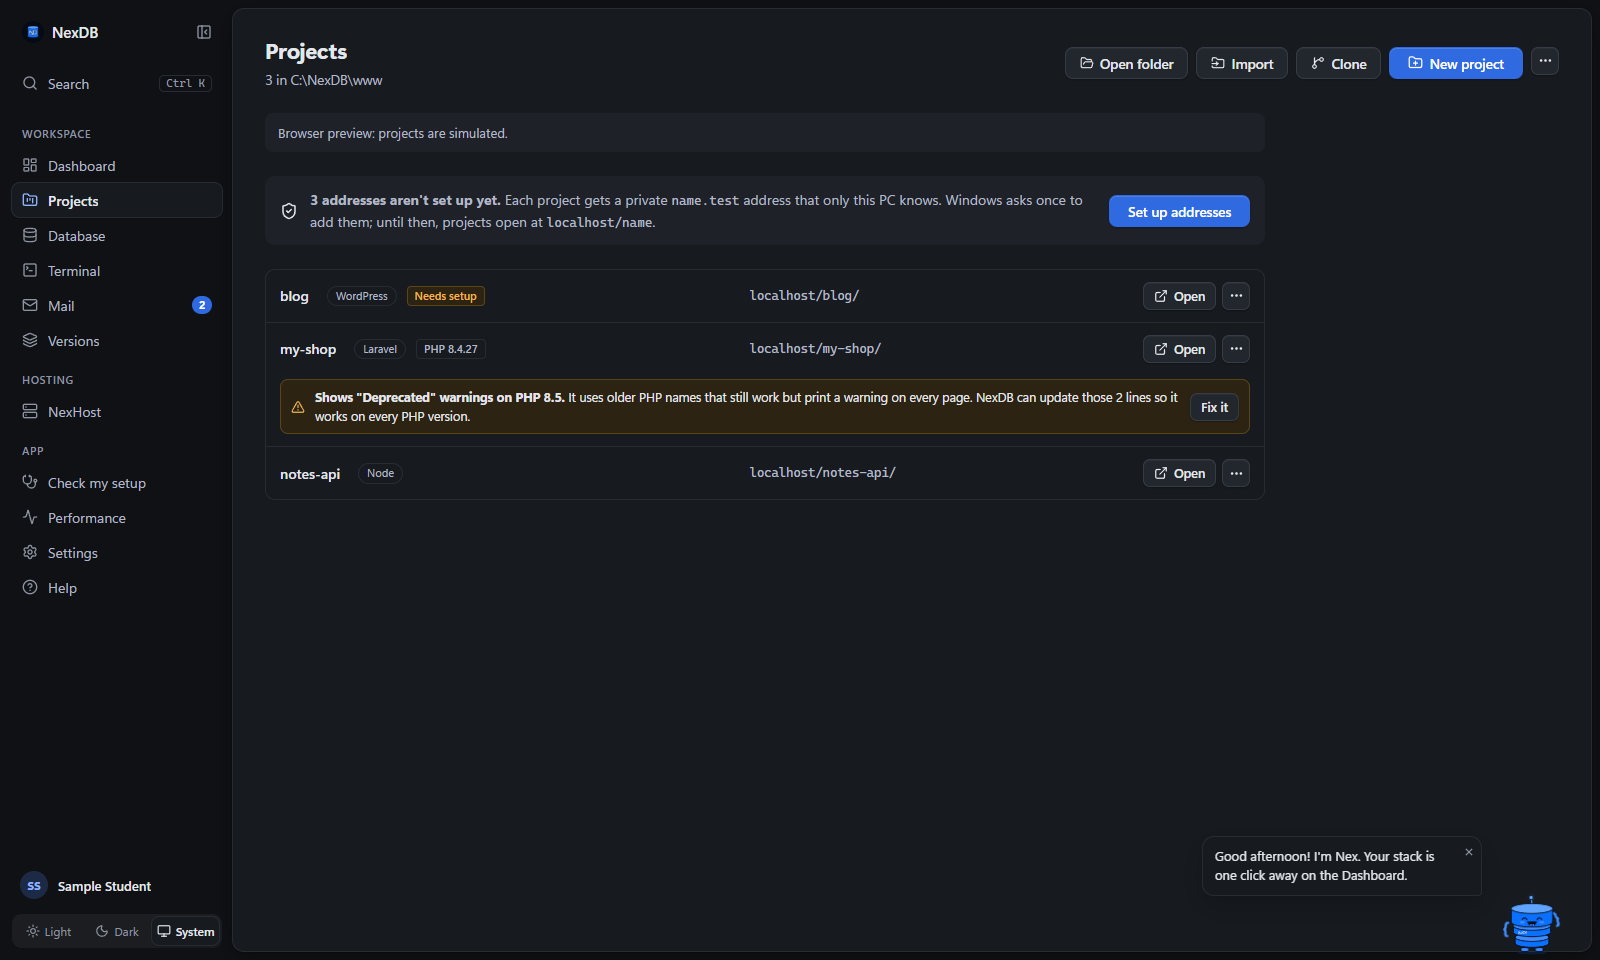 NexDB
Search
Ctrl K
WORKSPACE
Dashboard
Projects
Database
Terminal
Mail
2
Versions
HOSTING
NexHost
APP
Check my setup
Performance
Settings
Help
SS
Sample Student
Light
Dark
System
Projects
3 in C:\NexDB\www
Open folder
Import
Clone
New project
Browser preview: projects are simulated.
3 addresses aren't set up yet. Each project gets a private name.test address that only this PC knows. Windows asks once to
add them; until then, projects open at localhost/name.
Set up addresses
blog
WordPress
Needs setup
localhost/blog/
Open
my-shop
Laravel
PHP 8.4.27
localhost/my-shop/
Open
Shows "Deprecated" warnings on PHP 8.5. It uses older PHP names that still work but print a warning on every page. NexDB can update those 2 lines so it
works on every PHP version.
Fix it
notes-api
Node
localhost/notes-api/
Open
Good afternoon! I'm Nex. Your stack is
one click away on the Dashboard.